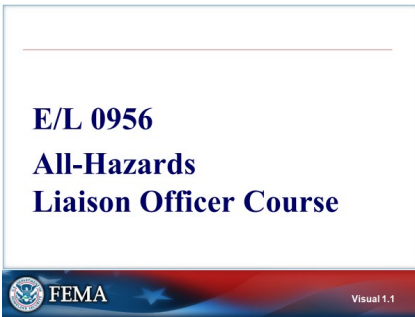 E/L 0956
All-Hazards
Liaison Officer Course
FEMA
Visual 1.1